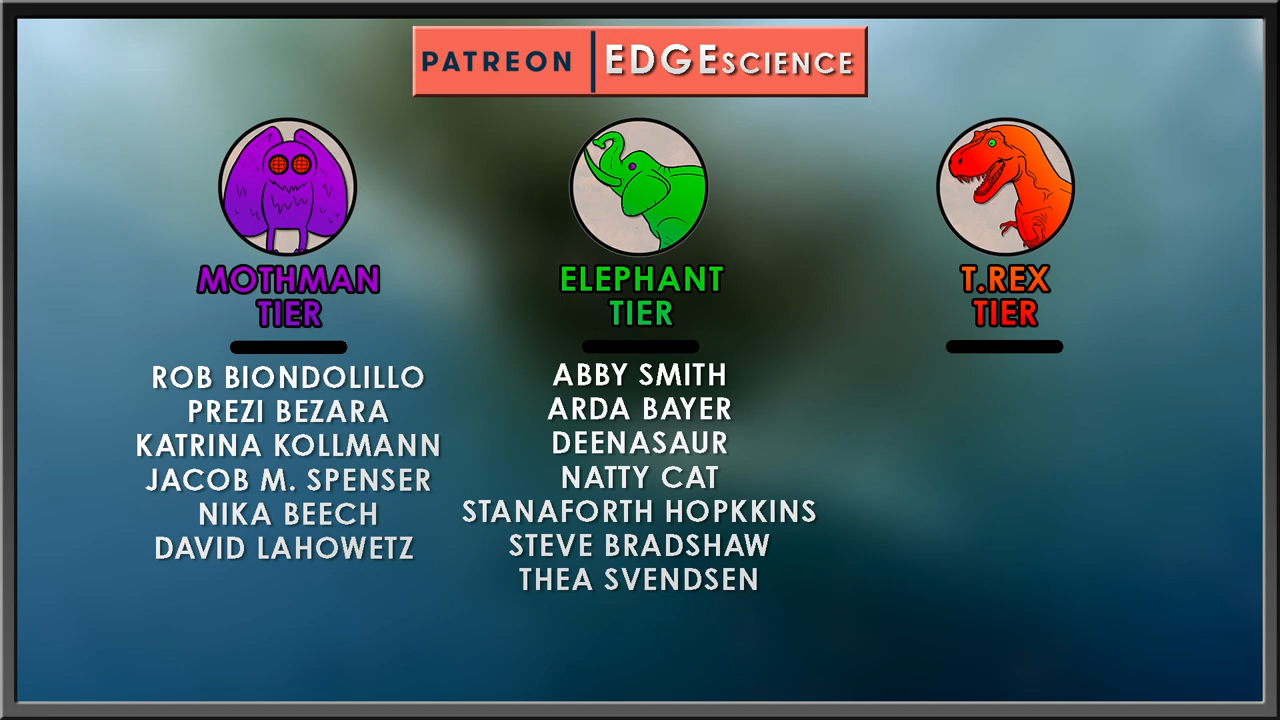 PATREON | EDGESCIENCE
MOTHMAN
TIER
ROB BIONDOLILLO
PREZI BEZARA
KATRINA KOLLMANN
JACOB M. SPENSER
NIKA BEECH
DAVID LAHOWETZ
ELEPHANT
TIER
ABBY SMITH
ARDA BAYER
DEENASAUR
NATTY CAT
STANAFORTH HOPKKINS
STEVE BRADSHAW
THEA SVENDSEN
T.REX
TIER